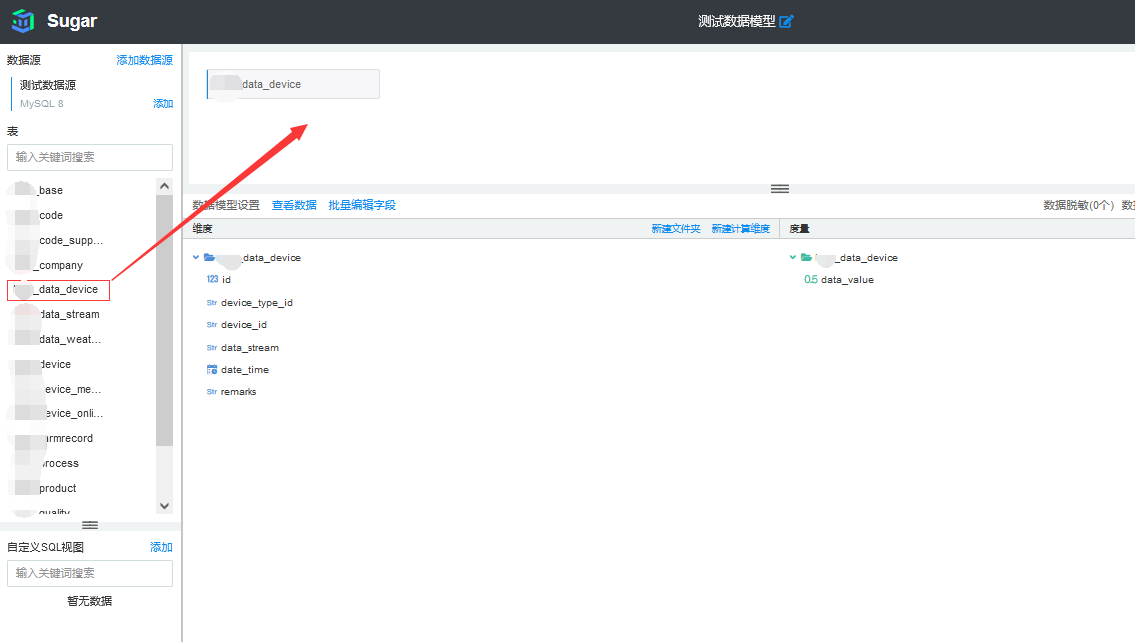 Sugar
测试数据模型
数据源 添加数据源
测试数据源
MySQL 8 添加
表
输入关键词搜索
_base
code
code_supp...
_company
_data_device
data_stream
data_weat...
device
evice_me...
evice_onli...
armrecord
process
product
quality
自定义SQL视图 添加
输入关键词搜索
暂无数据
data_device
数据模型设置 查看数据 批量编辑字段 数据脱敏(0个)
维度 新建文件夹 新建计算维度 度量
_data_device
123 id
Str device_type_id
Str device_id
Str data_stream
date_time
Str remarks
_data_device
0.5 data_value